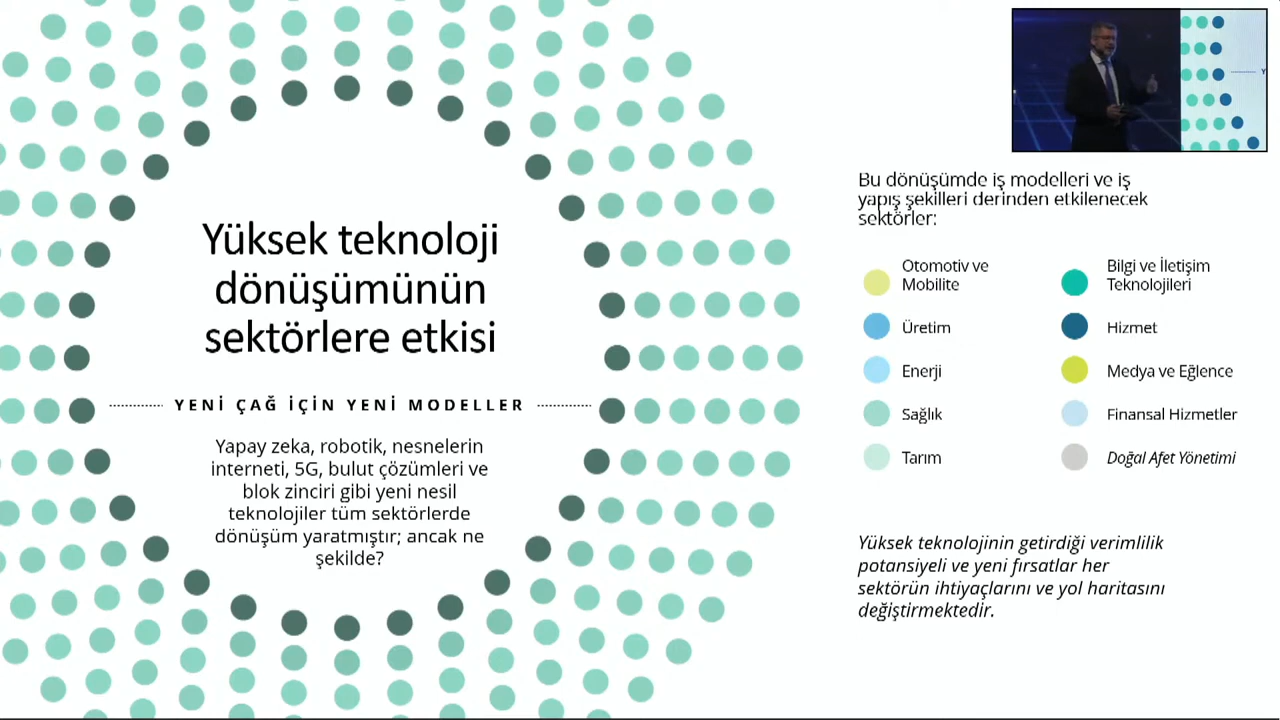 Yüksek teknoloji
dönüşümünün
sektörlere etkisi
YENİ ÇAĞ İÇİN YENİ MODELLER
Yapay zeka, robotik, nesnelerin
interneti, 5G, bulut çözümleri ve
blok zinciri gibi yeni nesil
teknolojiler tüm sektörlerde
dönüşüm yaratmıştır; ancak ne
şekilde?
Bu dönüşümde iş modelleri ve iş
yapış şekilleri derinden etkilenecek
sektörler:
Otomotiv ve
Mobilite
Üretim
Enerji
Sağlık
Tarım
Bilgi ve İletişim
Teknolojileri
Hizmet
Medya ve Eğlence
Finansal Hizmetler
Doğal Afet Yönetimi
Yüksek teknolojinin getirdiği verimlilik
potansiyeli ve yeni fırsatlar her
sektörün ihtiyaçlarını ve yol haritasını
değiştirmektedir.